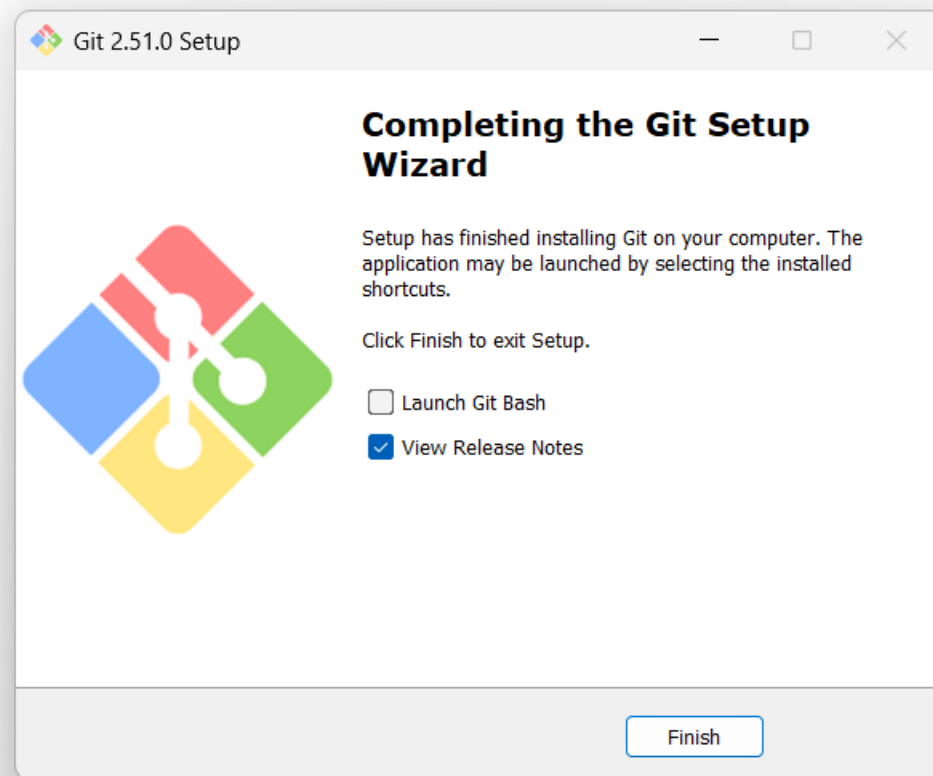 Git 2.51.0 Setup
Completing the Git Setup
Wizard
Setup has finished installing Git on your computer. The
application may be launched by selecting the installed
shortcuts.
Click Finish to exit Setup.
Launch Git Bash
View Release Notes
Finish